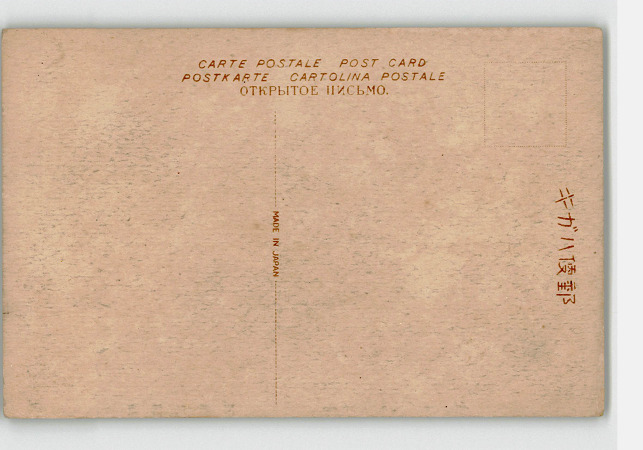 CARTE POSTALE POST CARD
POSTKARTE CARTOLINA POSTALE
ОТКРЫТОЕ ПИСЬМО.
MADE IN JAPAN
キガハ便郵